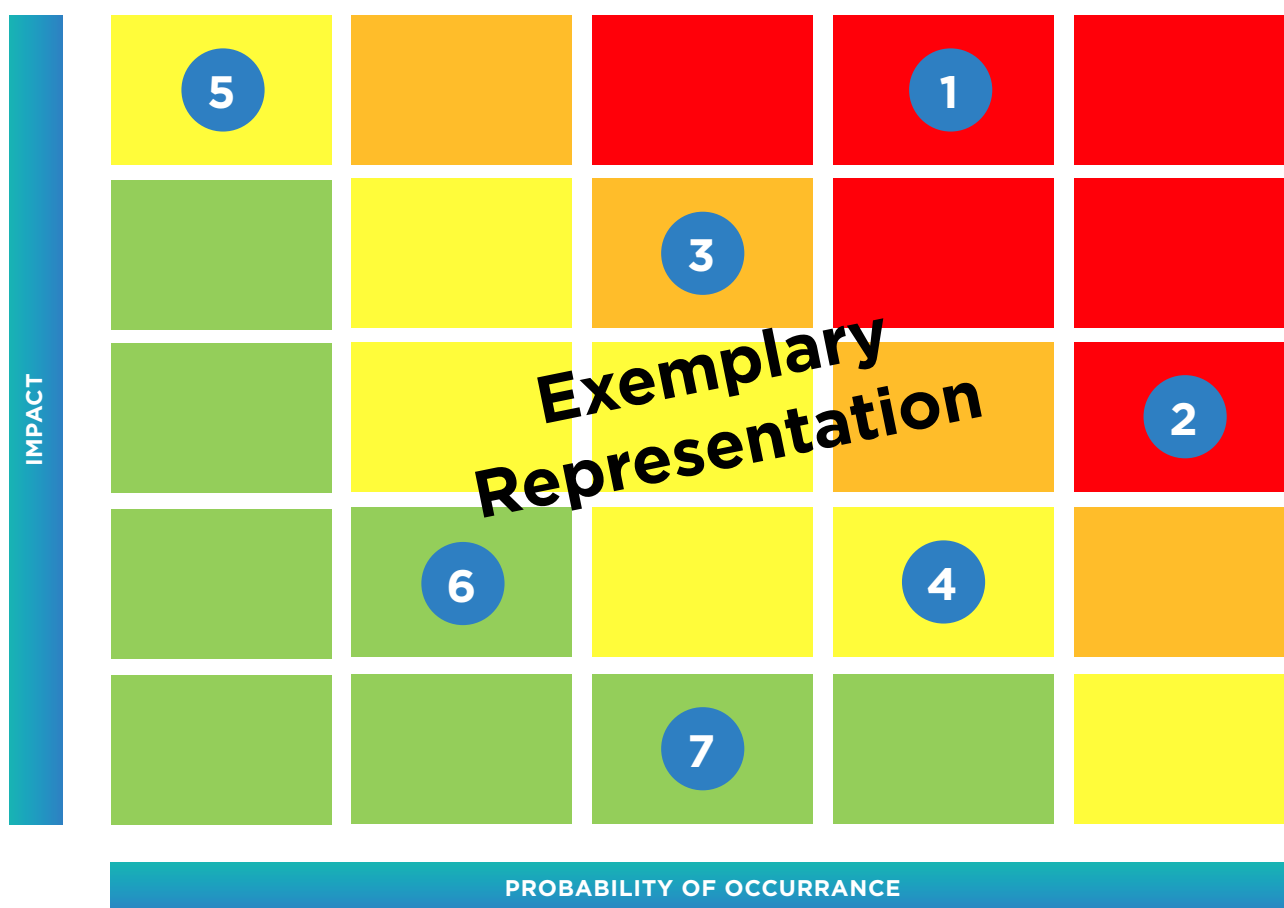 5
1
3
Exemplary
Representation
2
IMPACT
6
4
7
PROBABILITY OF OCCURRANCE